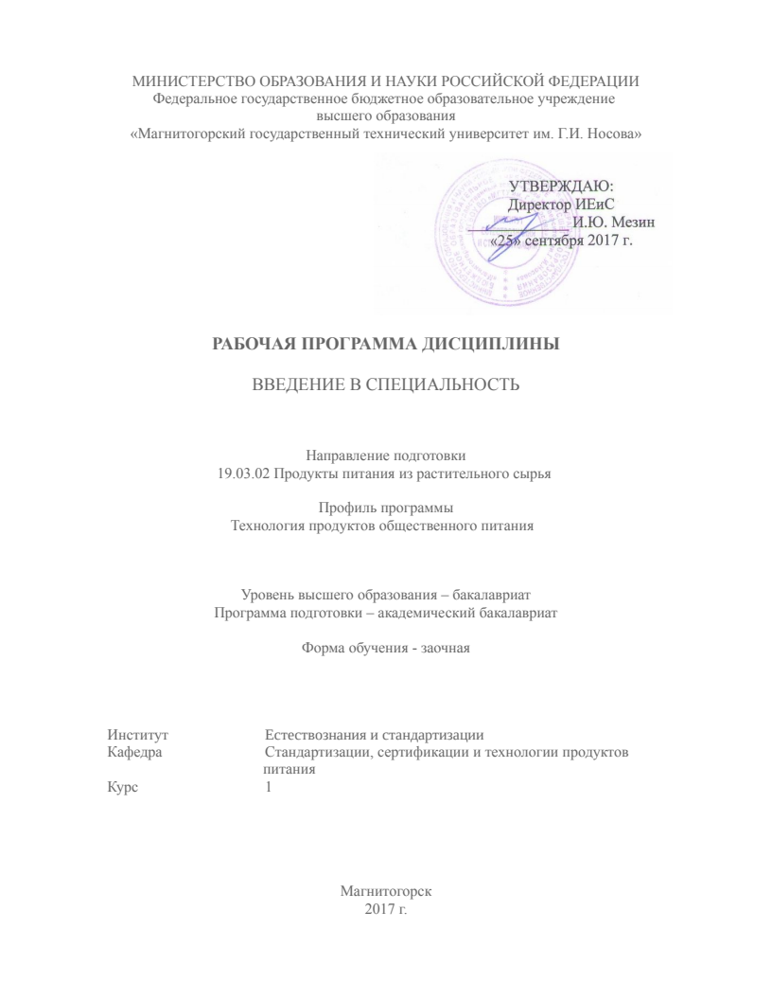 МИНИСТЕРСТВО ОБРАЗОВАНИЯ И НАУКИ РОССИЙСКОЙ ФЕДЕРАЦИИ
Федеральное государственное бюджетное образовательное учреждение
высшего образования
«Магнитогорский государственный технический университет им. Г.И. Носова»
УТВЕРЖДАЮ:
Директор ИЕиС
И.Ю. Мезин
«25» сентября 2017 г.
РАБОЧАЯ ПРОГРАММА ДИСЦИПЛИНЫ
ВВЕДЕНИЕ В СПЕЦИАЛЬНОСТЬ
Направление подготовки
19.03.02 Продукты питания из растительного сырья
Профиль программы
Технология продуктов общественного питания
Уровень высшего образования – бакалавриат
Программа подготовки – академический бакалавриат
Форма обучения - заочная
Институт Естествознания и стандартизации
Кафедра Стандартизации, сертификации и технологии продуктов
питания
Курс 1
Магнитогорск
2017 г.